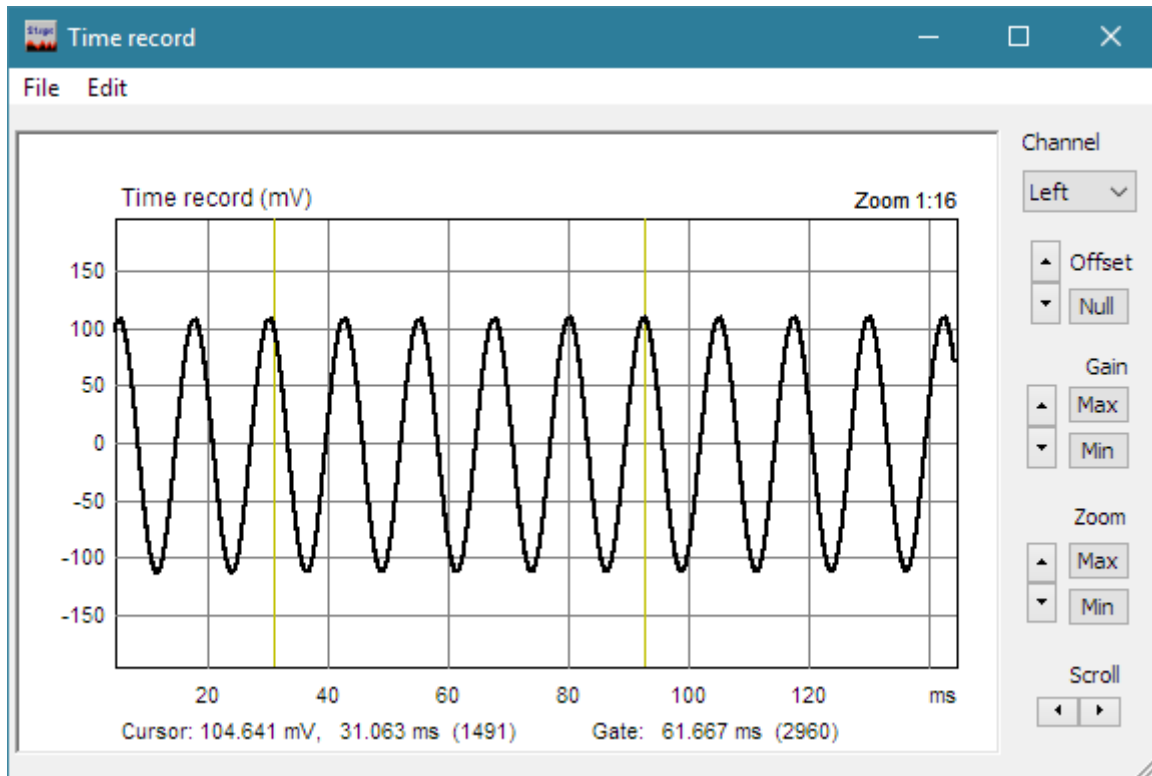 Steps
Time record
File Edit
Channel
Left
Time record (mV)
Zoom 1:16
Offset
Null
150
100
50
0
-50
-100
-150
Gain
Max
Min
Zoom
Max
Min
Scroll
20 40 60 80 100 120 ms
Cursor: 104.641 mV, 31.063 ms (1491) Gate: 61.667 ms (2960)